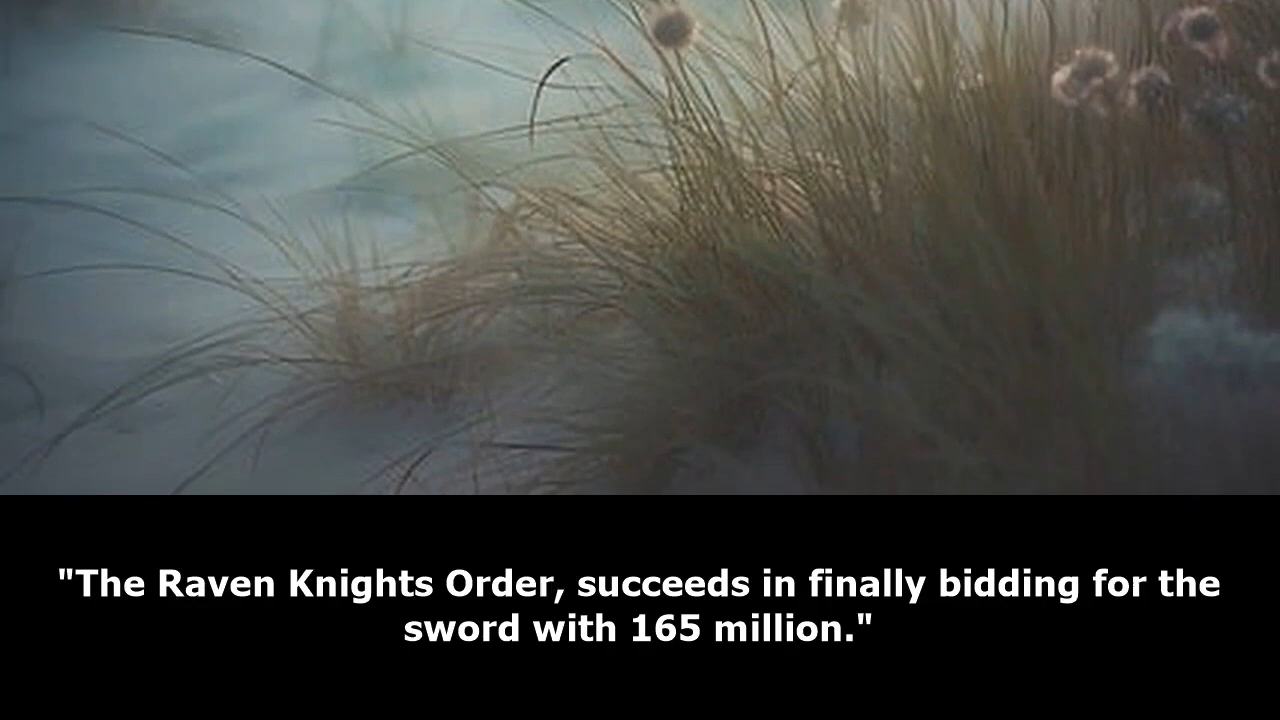 "The Raven Knights Order, succeeds in finally bidding for the
sword with 165 million."